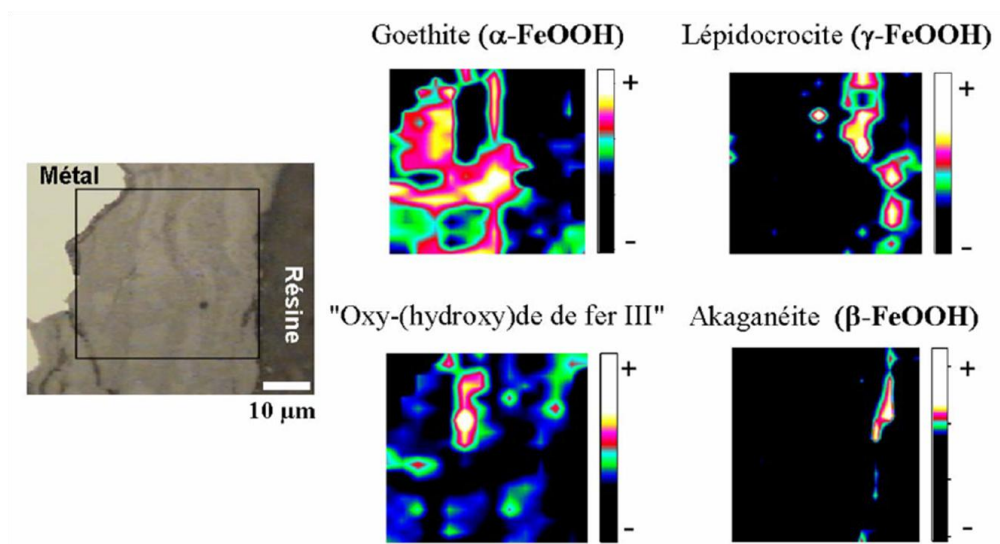 Goethite (α-FeOOH)
Lépidocrocite (γ-FeOOH)
+
-
+
-
Métal
Résine
10 µm
"Oxy-(hydroxy)de de fer III"
Akaganéite (β-FeOOH)
+
-
+
-